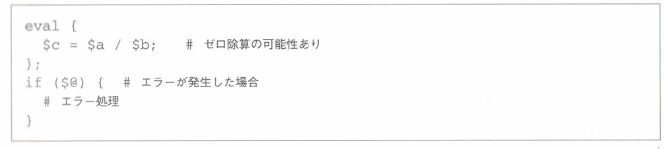 eval {
  $c = $a / $b;   # ゼロ除算の可能性あり
};
if ($@) {  # エラーが発生した場合
  # エラー処理
}